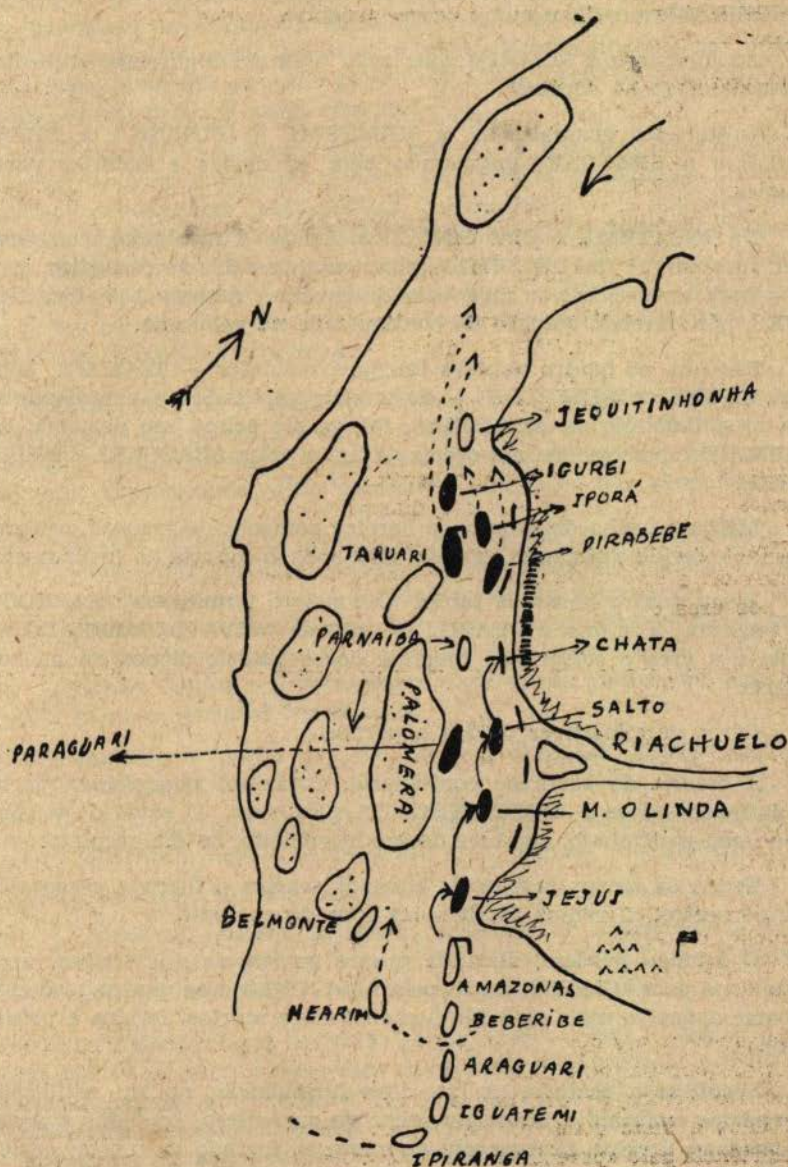 N
JEQUITINHONHA
IGUREI
IPORÁ
PIRABEBE
TAQUARI
PARNAIBA
CHATA
PALOMERA
SALTO
RIACHUELO
PARAGUARI
M. OLINDA
JEJUI
BELMONTE
AMAZONAS
MEARIM
BEBERIBE
ARAGUARI
IGUATEMI
IPIRANGA